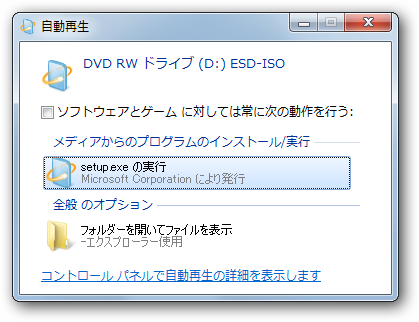 自動再生
DVD RW ドライブ (D:) ESD-ISO
ソフトウェアとゲーム に対しては常に次の動作を行う:
メディアからのプログラムのインストール/実行
setup.exe の実行
Microsoft Corporation により発行
全般 のオプション
フォルダーを開いてファイルを表示
-エクスプローラー使用
コントロール パネルで自動再生の詳細を表示します